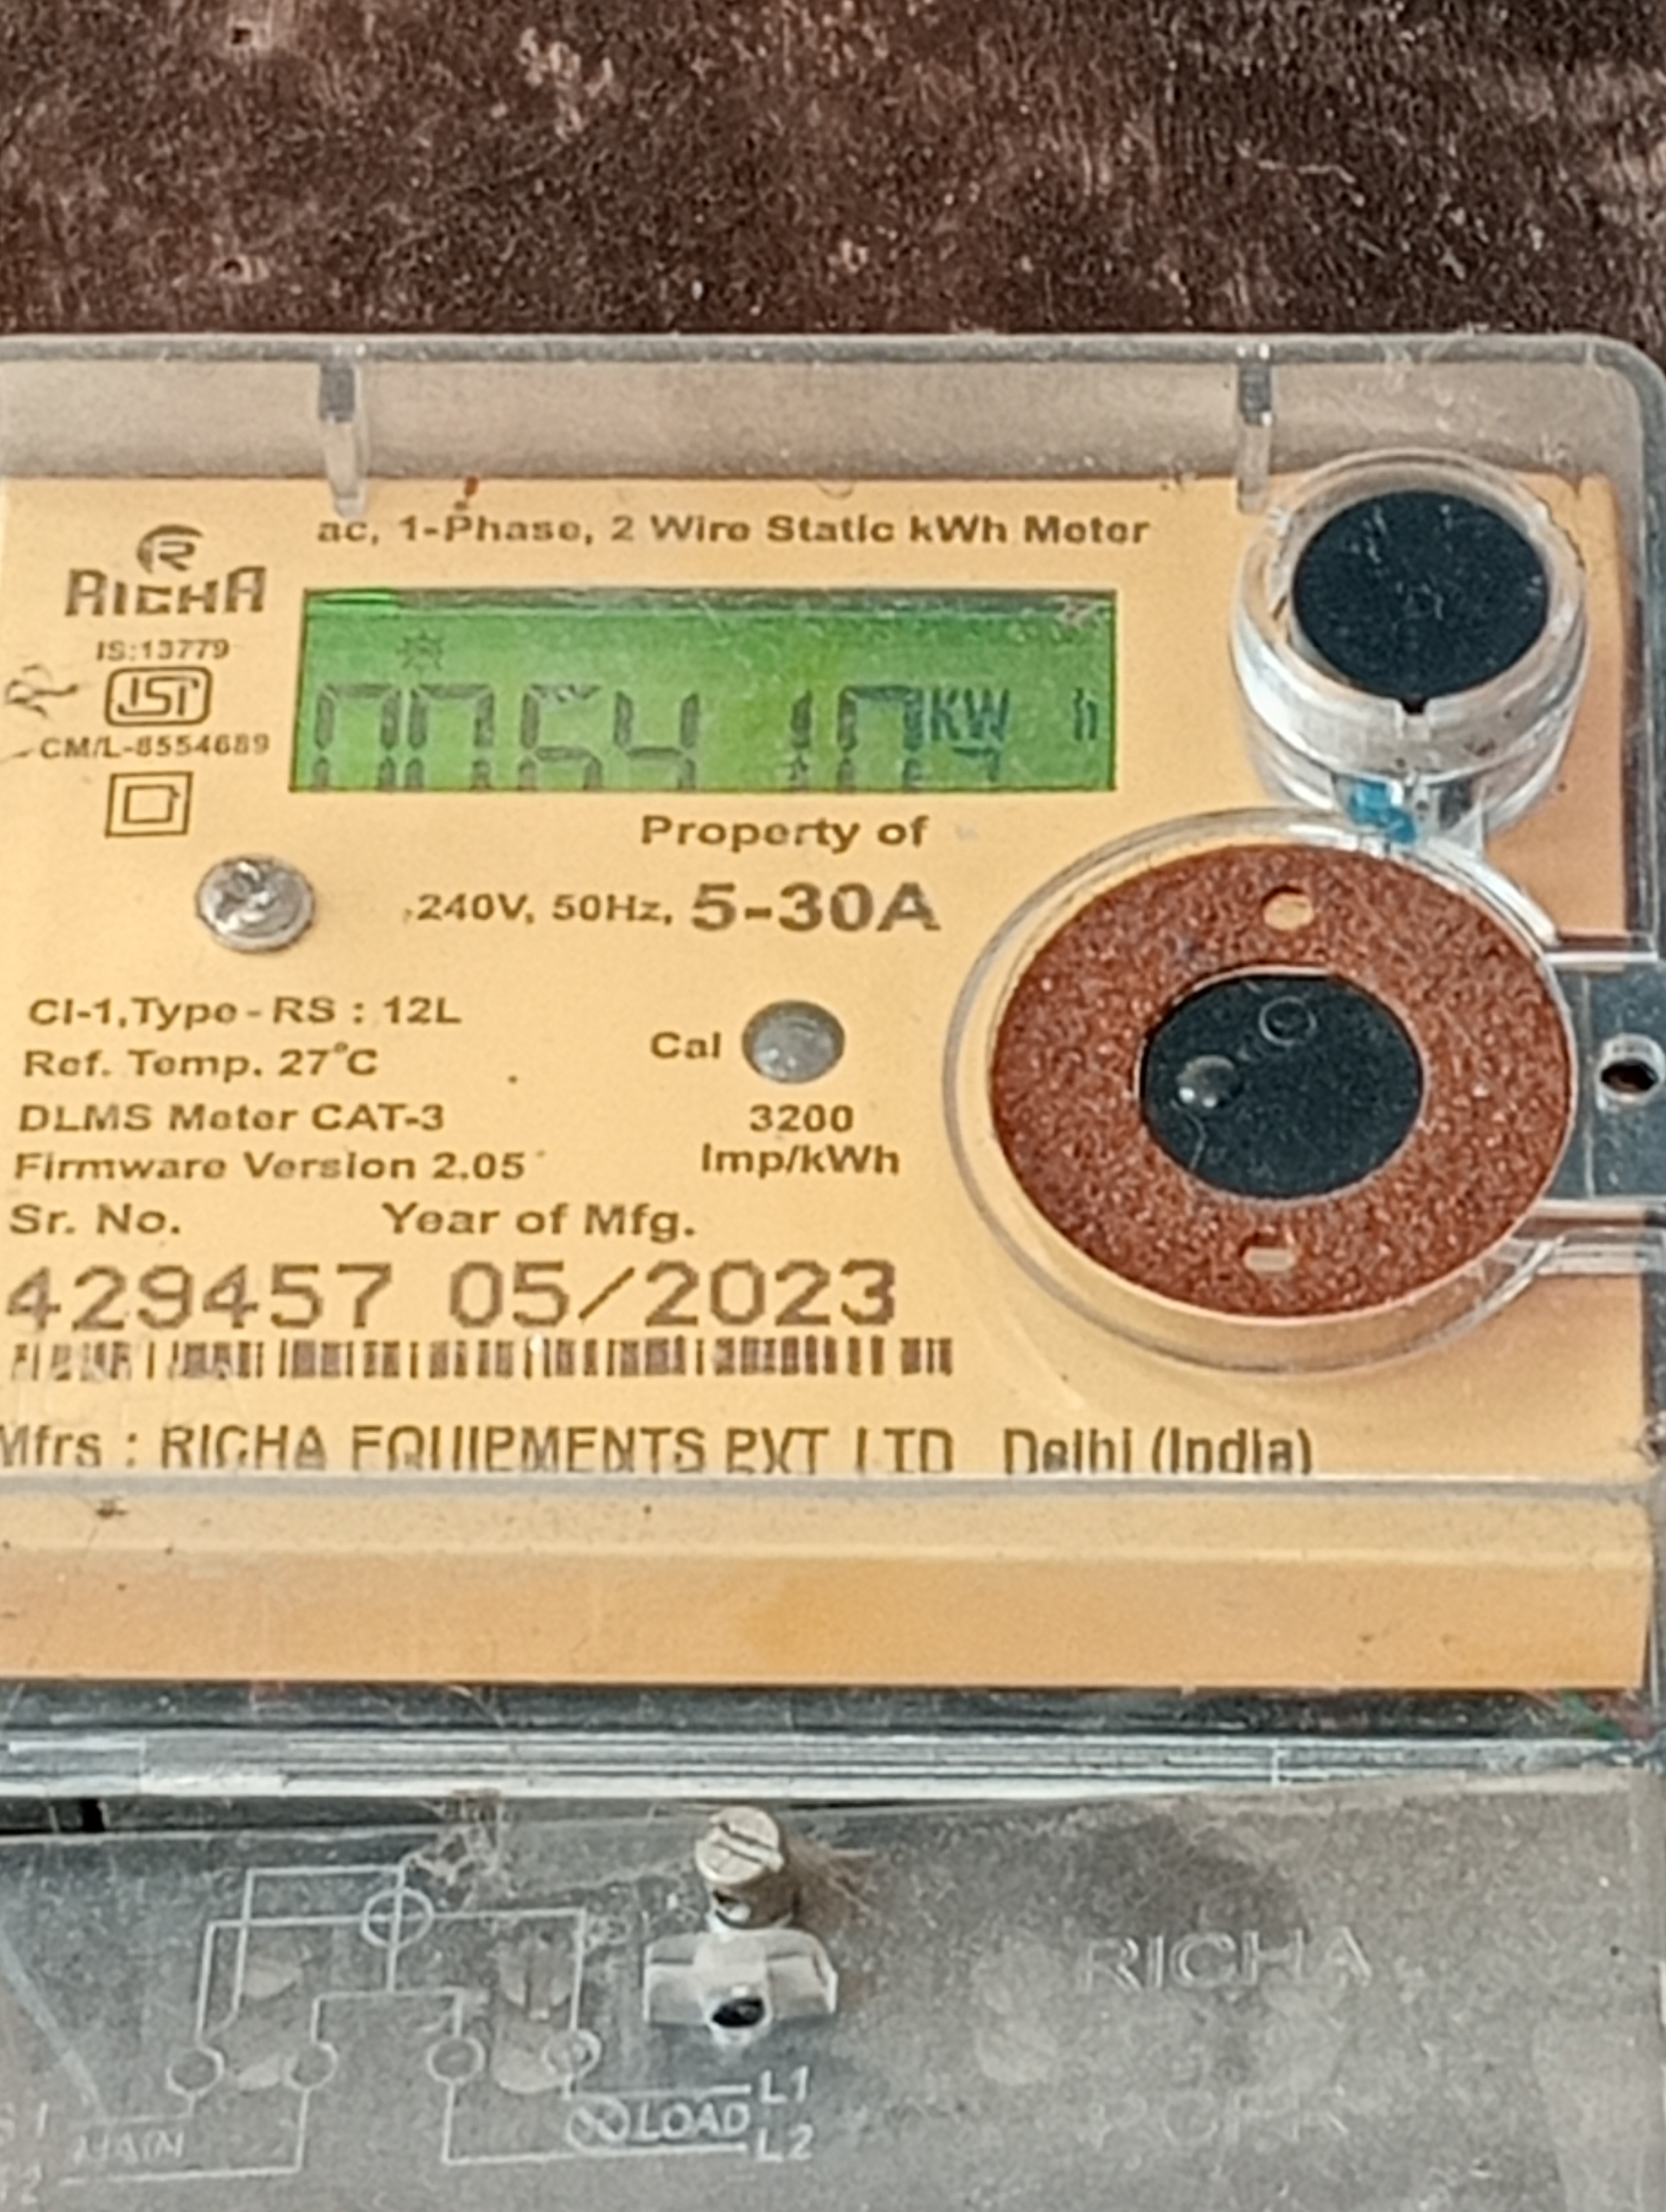 ac, 1-Phase, 2 Wire Static kWh Meter
RICHA
IS:13779
ISI
CM/L-8554689
KW h
Property of
240V, 50Hz, 5-30A
Cl-1,Type-RS : 12L
Ref. Temp. 27°C
Cal
DLMS Meter CAT-3
3200
Firmware Version 2.05
Imp/kWh
Sr. No. Year of Mfg.
429457 05/2023
Mfrs : RICHA EQUIPMENTS PVT LTD Delhi (India)
RICHA
L1
LOAD
L2
MAIN